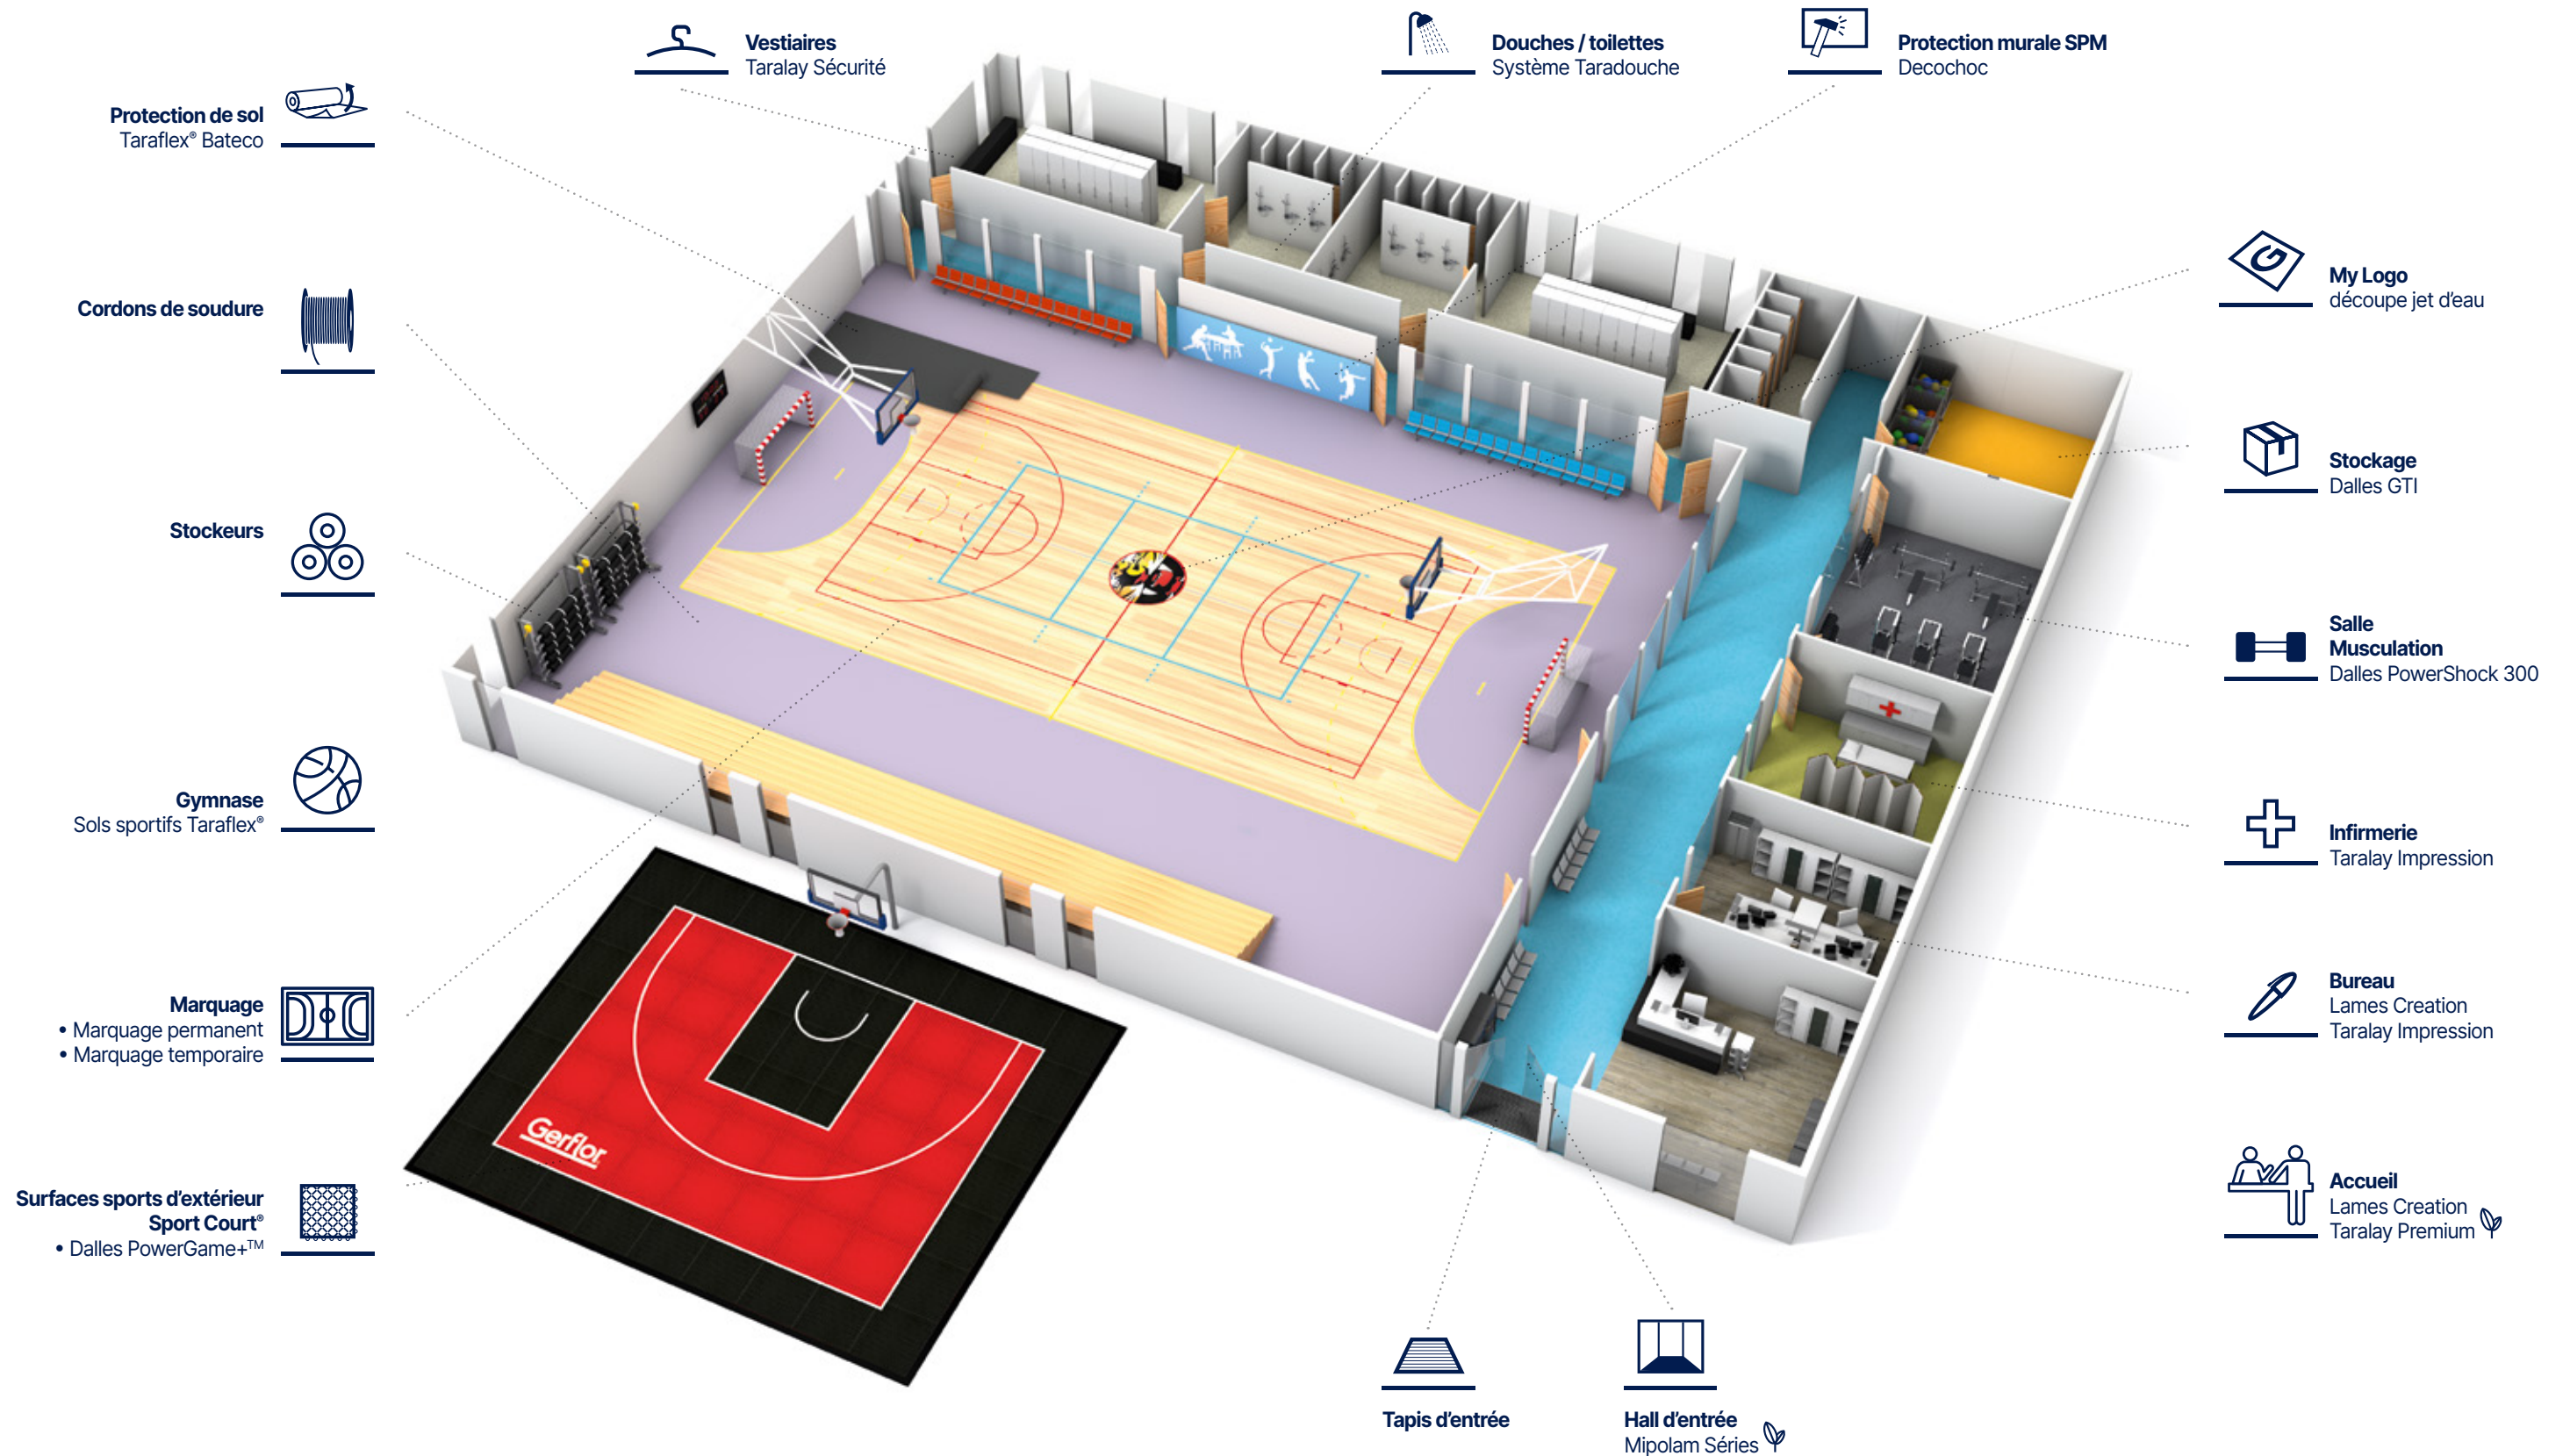 Vestiaires
Taralay Sécurité
Douches / toilettes
Système Taradouche
Protection murale SPM
Decochoc
Protection de sol
Taraflex® Bateco
Cordons de soudure
Stockeurs
Gymnase
Sols sportifs Taraflex®
Marquage
• Marquage permanent
• Marquage temporaire
Surfaces sports d'extérieur
Sport Court®
• Dalles PowerGame+™
My Logo
découpe jet d'eau
Stockage
Dalles GTI
Salle
Musculation
Dalles PowerShock 300
Infirmerie
Taralay Impression
Bureau
Lames Creation
Taralay Impression
Accueil
Lames Creation
Taralay Premium
Gerflor
Tapis d'entrée
Hall d'entrée
Mipolam Séries